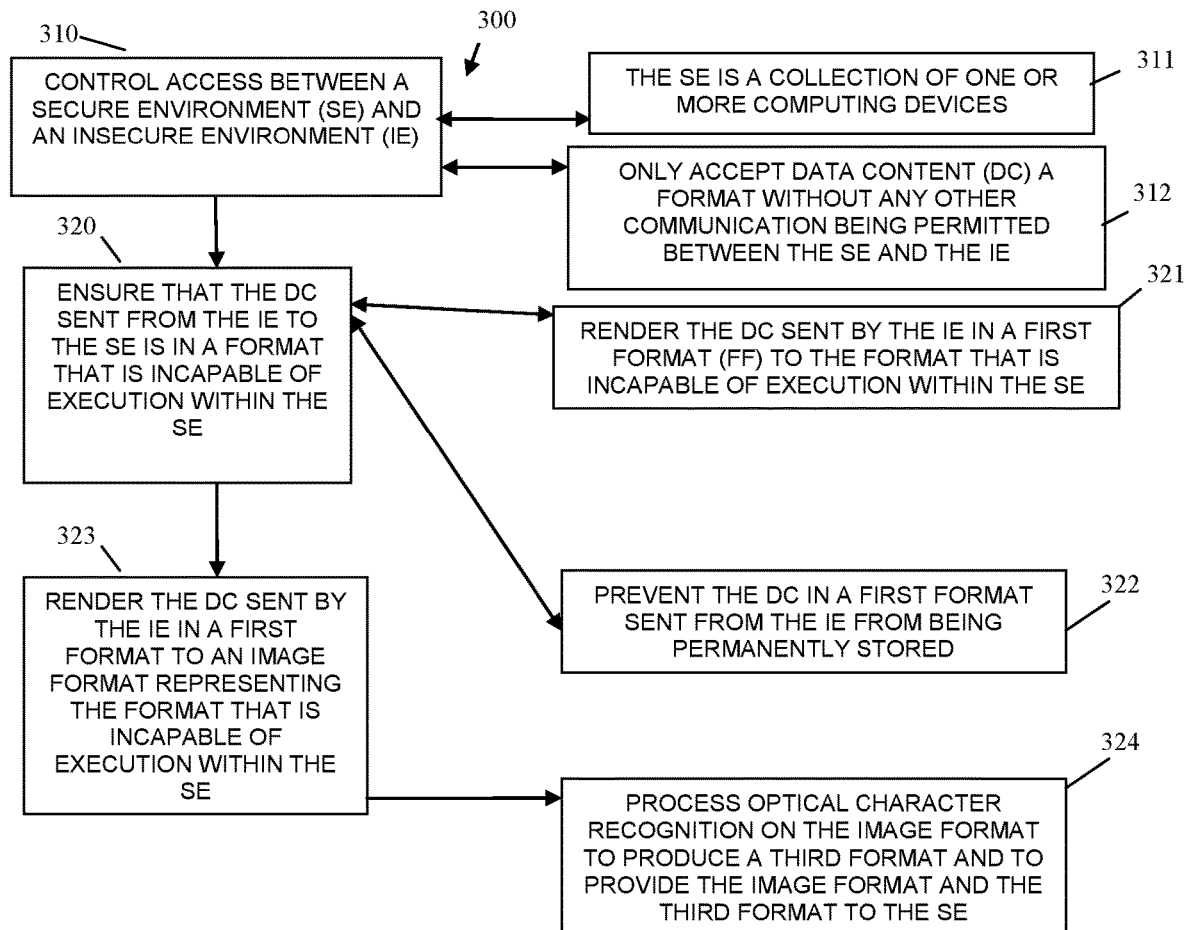 310
300
CONTROL ACCESS BETWEEN A
SECURE ENVIRONMENT (SE) AND
AN INSECURE ENVIRONMENT (IE)
THE SE IS A COLLECTION OF ONE OR
MORE COMPUTING DEVICES
311
ONLY ACCEPT DATA CONTENT (DC) A
FORMAT WITHOUT ANY OTHER
COMMUNICATION BEING PERMITTED
BETWEEN THE SE AND THE IE
312
320
ENSURE THAT THE DC
SENT FROM THE IE TO
THE SE IS IN A FORMAT
THAT IS INCAPABLE OF
EXECUTION WITHIN THE
SE
321
RENDER THE DC SENT BY THE IE IN A FIRST
FORMAT (FF) TO THE FORMAT THAT IS
INCAPABLE OF EXECUTION WITHIN THE SE
322
PREVENT THE DC IN A FIRST FORMAT
SENT FROM THE IE FROM BEING
PERMANENTLY STORED
323
RENDER THE DC SENT BY
THE IE IN A FIRST
FORMAT TO AN IMAGE
FORMAT REPRESENTING
THE FORMAT THAT IS
INCAPABLE OF
EXECUTION WITHIN THE
SE
324
PROCESS OPTICAL CHARACTER
RECOGNITION ON THE IMAGE FORMAT
TO PRODUCE A THIRD FORMAT AND TO
PROVIDE THE IMAGE FORMAT AND THE
THIRD FORMAT TO THE SE